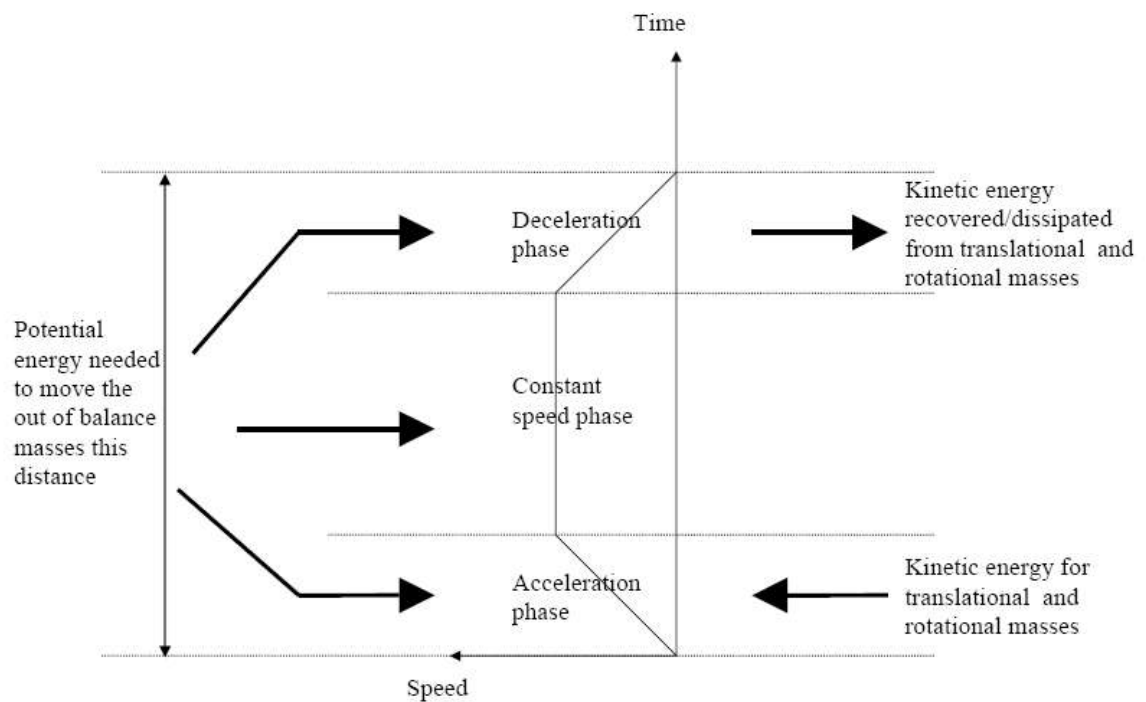 Time
Deceleration
phase
Kinetic energy
recovered/dissipated
from translational and
rotational masses
Potential
energy needed
to move the
out of balance
masses this
distance
Constant
speed phase
Acceleration
phase
Kinetic energy for
translational and
rotational masses
Speed